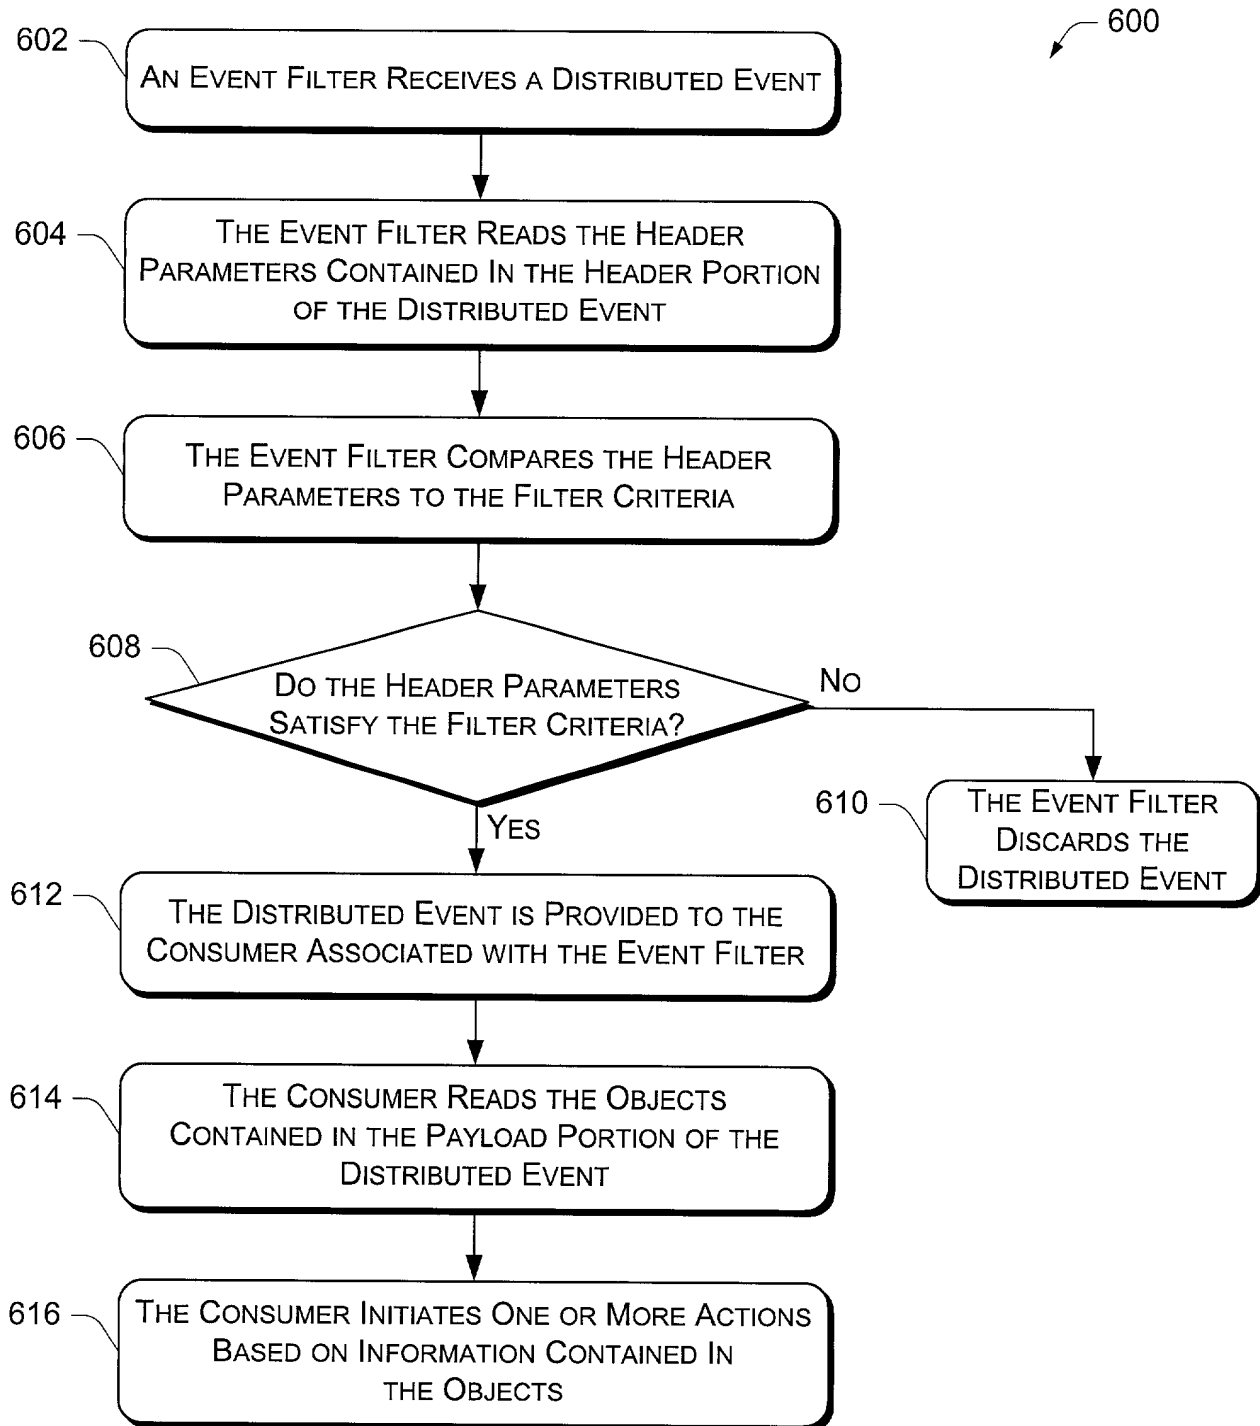 600
602
AN EVENT FILTER RECEIVES A DISTRIBUTED EVENT
604
THE EVENT FILTER READS THE HEADER
PARAMETERS CONTAINED IN THE HEADER PORTION
OF THE DISTRIBUTED EVENT
606
THE EVENT FILTER COMPARES THE HEADER
PARAMETERS TO THE FILTER CRITERIA
608
DO THE HEADER PARAMETERS
SATISFY THE FILTER CRITERIA?
NO
YES
610
THE EVENT FILTER
DISCARDS THE
DISTRIBUTED EVENT
612
THE DISTRIBUTED EVENT IS PROVIDED TO THE
CONSUMER ASSOCIATED WITH THE EVENT FILTER
614
THE CONSUMER READS THE OBJECTS
CONTAINED IN THE PAYLOAD PORTION OF THE
DISTRIBUTED EVENT
616
THE CONSUMER INITIATES ONE OR MORE ACTIONS
BASED ON INFORMATION CONTAINED IN
THE OBJECTS